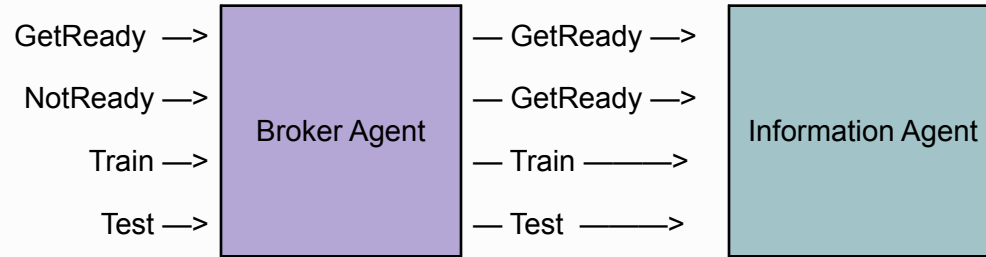 GetReady —> — GetReady —>
NotReady —> — GetReady —>
Broker Agent Information Agent
Train —> — Train ————>
Test —> — Test ————>